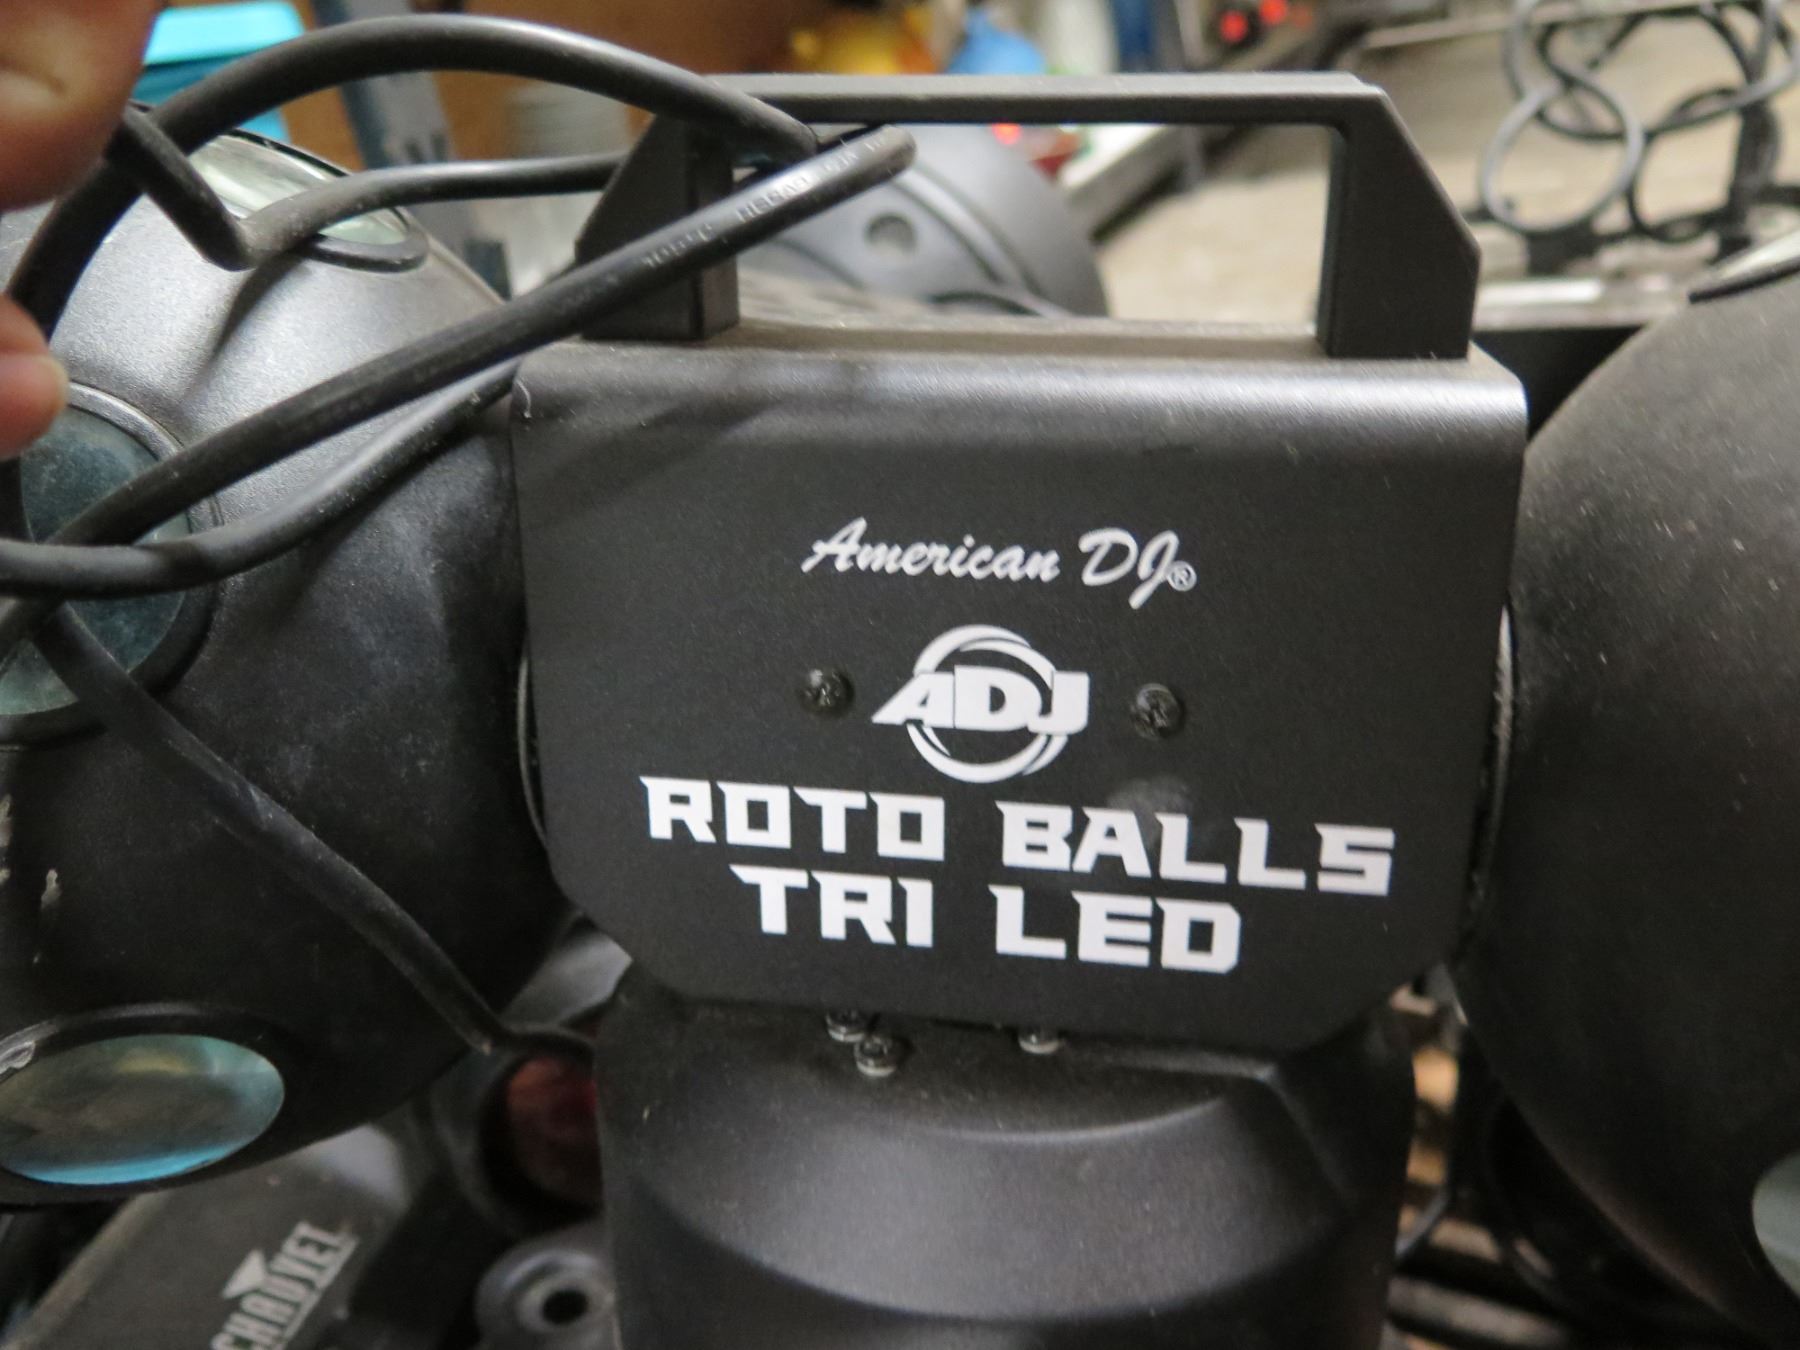 American DJ®
ADJ
ROTO BALLS
TRI LED
CHAUVET